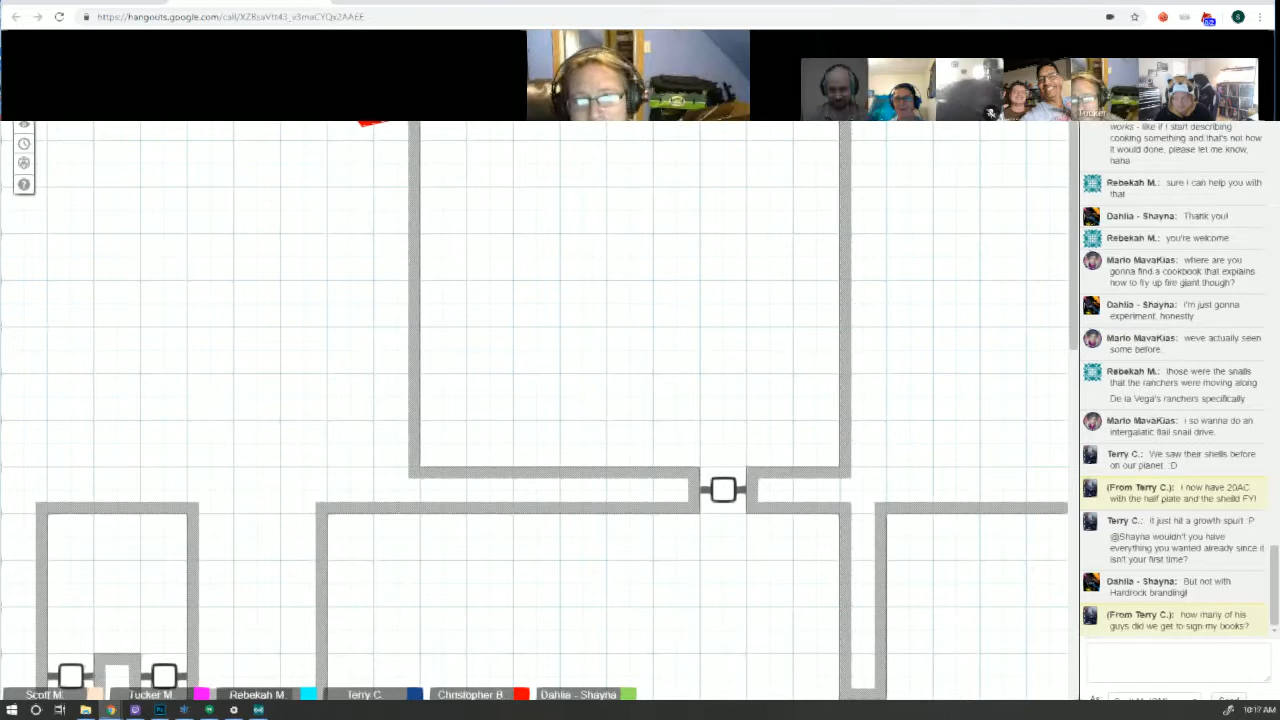 https://hangouts.google.com/call/
Tucker
works - like if I start describing
cooking something and that's not how
it would done, please let me know,
haha
Rebekah M.: sure I can help you with
that
Dahlia - Shayna: Thank you!
Rebekah M.: you're welcome
Mario MavaKias: where are you
gonna find a cookbook that explains
how to fry up fire giant though?
Dahlia - Shayna: I'm just gonna
experiment, honestly
Mario MavaKias: weve actually seen
some before.
Rebekah M.: those were the snails
that the ranchers were moving along
De la Vega's ranchers specifically
Mario MavaKias: i so wanna do an
intergalatic flail snail drive.
Terry C.: We saw their shells before
on our planet. :D
(From Terry C.): I now have 20AC
with the half plate and the sheild FYI
Terry C.: it just hit a growth spurt :P
@Shayna wouldn't you have
everything you wanted already since it
isn't your first time?
Dahlia - Shayna: But not with
Hardrock branding!
(From Terry C.): how many of his
guys did we get to sign my books?
As:
Send
Scott M.
Tucker M.
Rebekah M.
Terry C.
Christopher B.
Dahlia - Shayna
10:17 AM